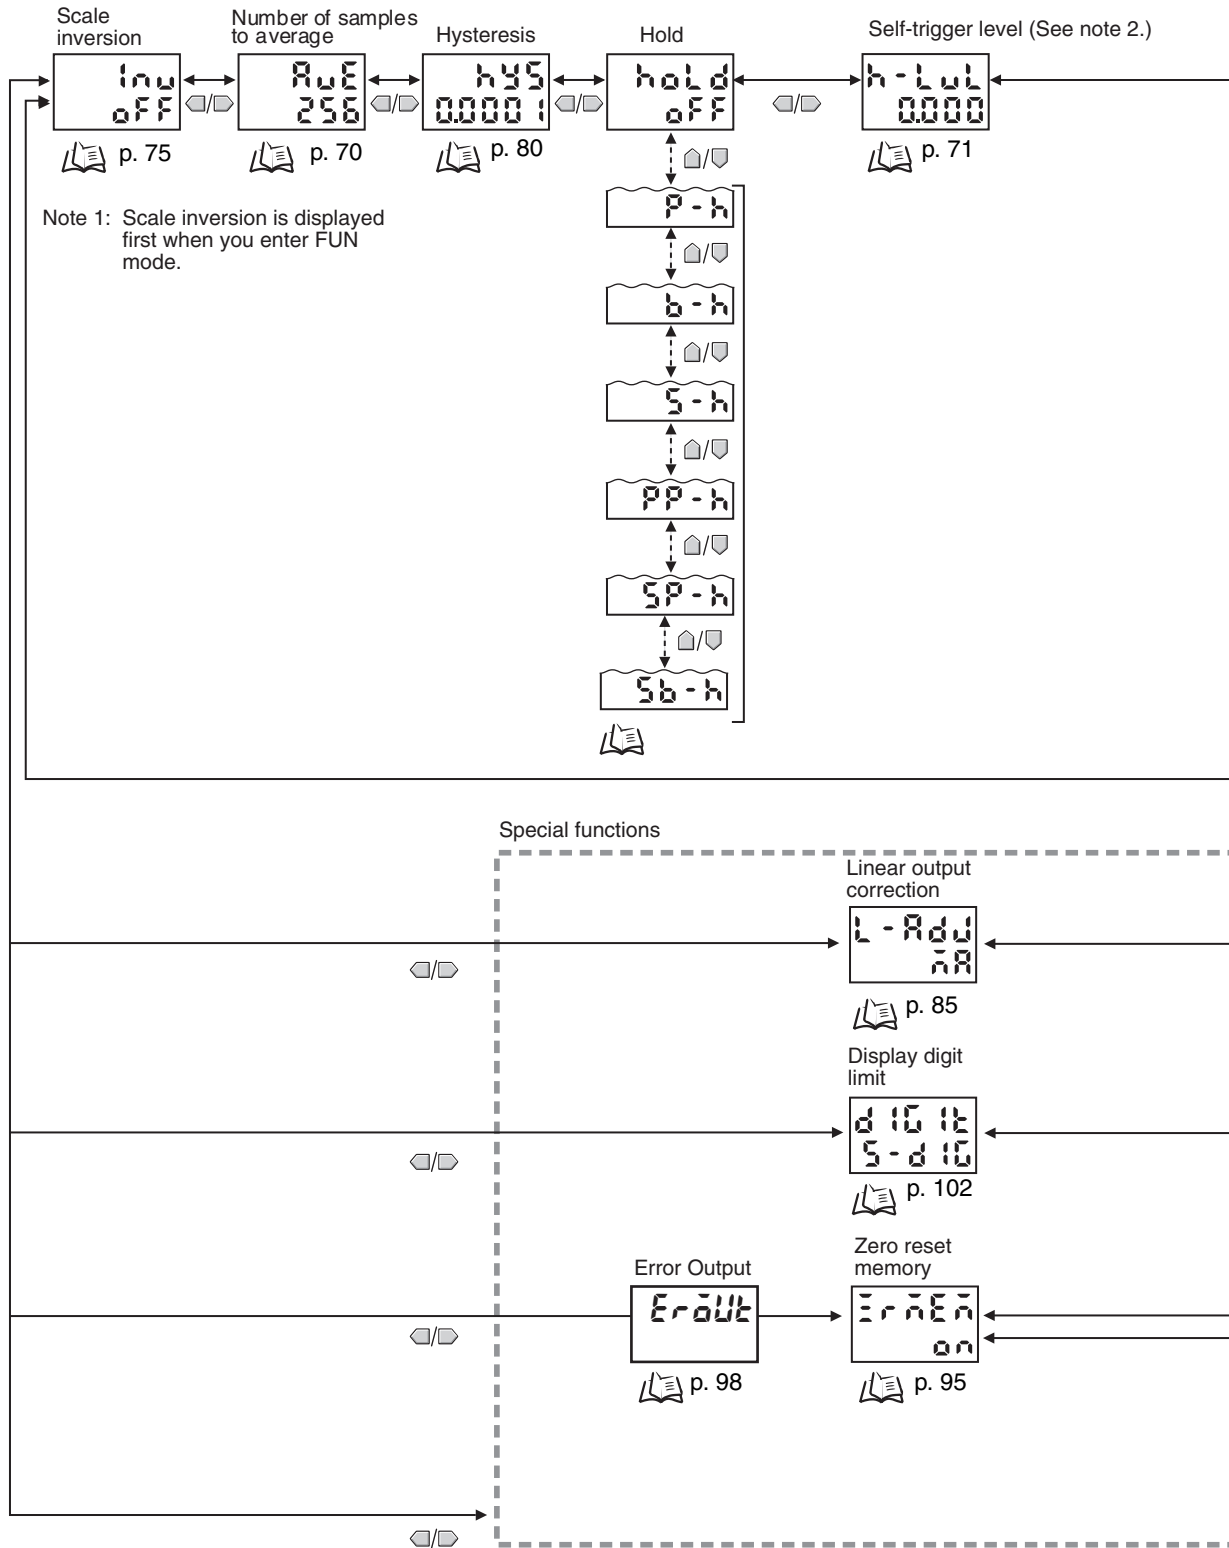 Scale
inversion
Number of samples
to average
Hysteresis
Hold
Self-trigger level (See note 2.)
Inv
oFF
AvE
256
hYS
0.0001
hoLd
oFF
h-LvL
0.000
p. 75
p. 70
p. 80
p. 71
Note 1: Scale inversion is displayed
first when you enter FUN
mode.
P-h
b-h
S-h
PP-h
SP-h
Sb-h
Special functions
Linear output
correction
L-AdJ
mA
p. 85
Display digit
limit
dIGIt
S-dIG
p. 102
Error Output
EroUt
p. 98
Zero reset
memory
ZrmEm
on
p. 95